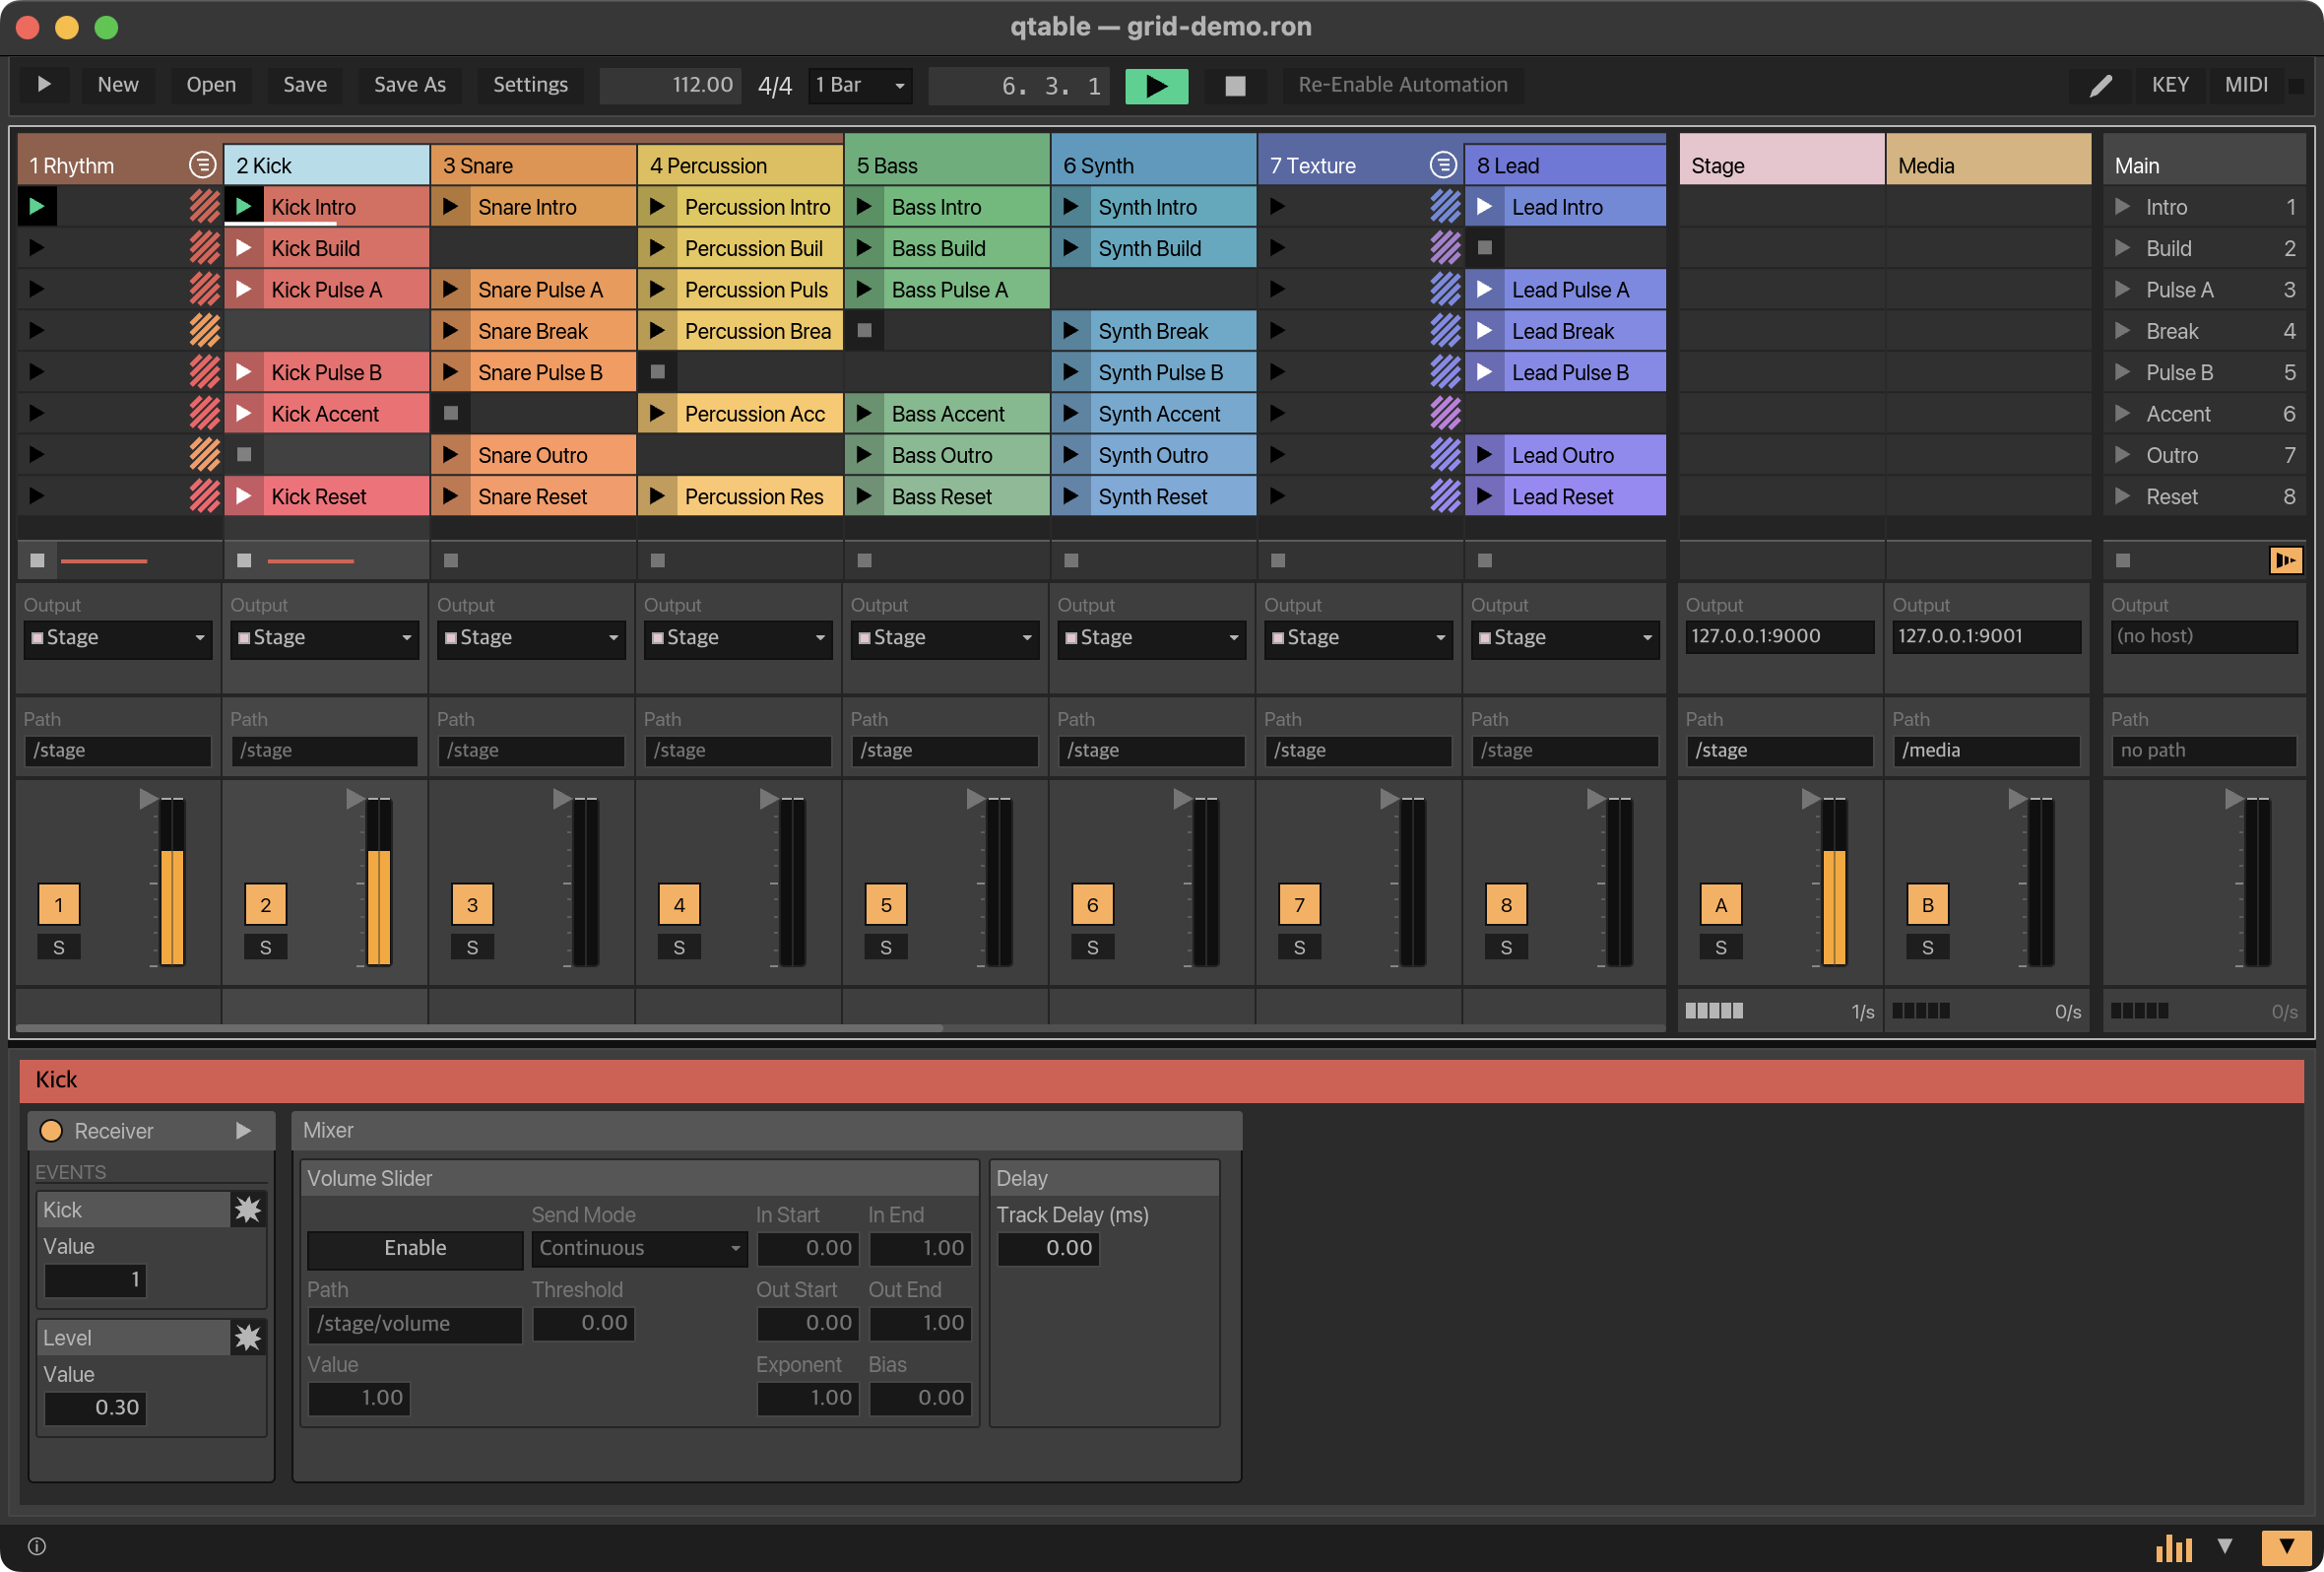 qtable — grid-demo.ron
New Open Save Save As Settings 112.00 4/4 1 Bar 6. 3. 1 Re-Enable Automation KEY MIDI
1 Rhythm 2 Kick 3 Snare 4 Percussion 5 Bass 6 Synth 7 Texture 8 Lead Stage Media Main
Kick Intro Snare Intro Percussion Intro Bass Intro Synth Intro Lead Intro Intro 1
Kick Build Percussion Buil Bass Build Synth Build Build 2
Kick Pulse A Snare Pulse A Percussion Puls Bass Pulse A Lead Pulse A Pulse A 3
Snare Break Percussion Brea Synth Break Lead Break Break 4
Kick Pulse B Snare Pulse B Synth Pulse B Lead Pulse B Pulse B 5
Kick Accent Percussion Acc Bass Accent Synth Accent Accent 6
Snare Outro Bass Outro Synth Outro Lead Outro Outro 7
Kick Reset Snare Reset Percussion Res Bass Reset Synth Reset Lead Reset Reset 8
Output Output Output Output Output Output Output Output Output Output Output
Stage Stage Stage Stage Stage Stage Stage Stage 127.0.0.1:9000 127.0.0.1:9001 (no host)
Path Path Path Path Path Path Path Path Path Path Path
/stage /stage /stage /stage /stage /stage /stage /stage /stage /media no path
1 2 3 4 5 6 7 8 A B
S S S S S S S S S S
1/s 0/s 0/s
Kick
Receiver Mixer
EVENTS Volume Slider Delay
Kick Send Mode In Start In End Track Delay (ms)
Value Enable Continuous 0.00 1.00 0.00
1 Path Threshold Out Start Out End
Level /stage/volume 0.00 0.00 1.00
Value Value Exponent Bias
0.30 1.00 1.00 0.00